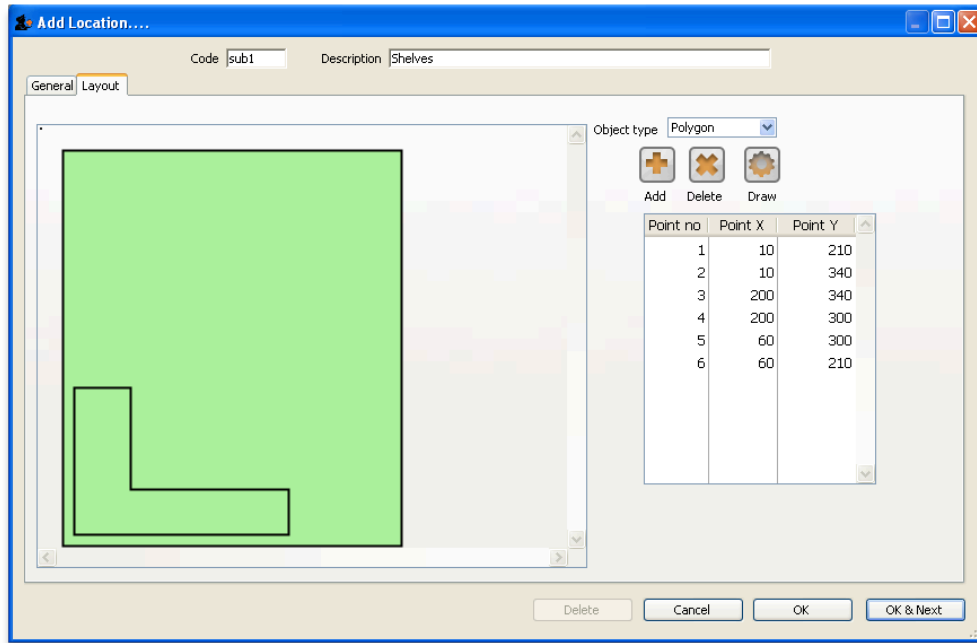 Add Location....
Code sub1 Description Shelves
General Layout
Object type Polygon
Add Delete Draw
Point no Point X Point Y
1 10 210
2 10 340
3 200 340
4 200 300
5 60 300
6 60 210
Delete Cancel OK OK & Next